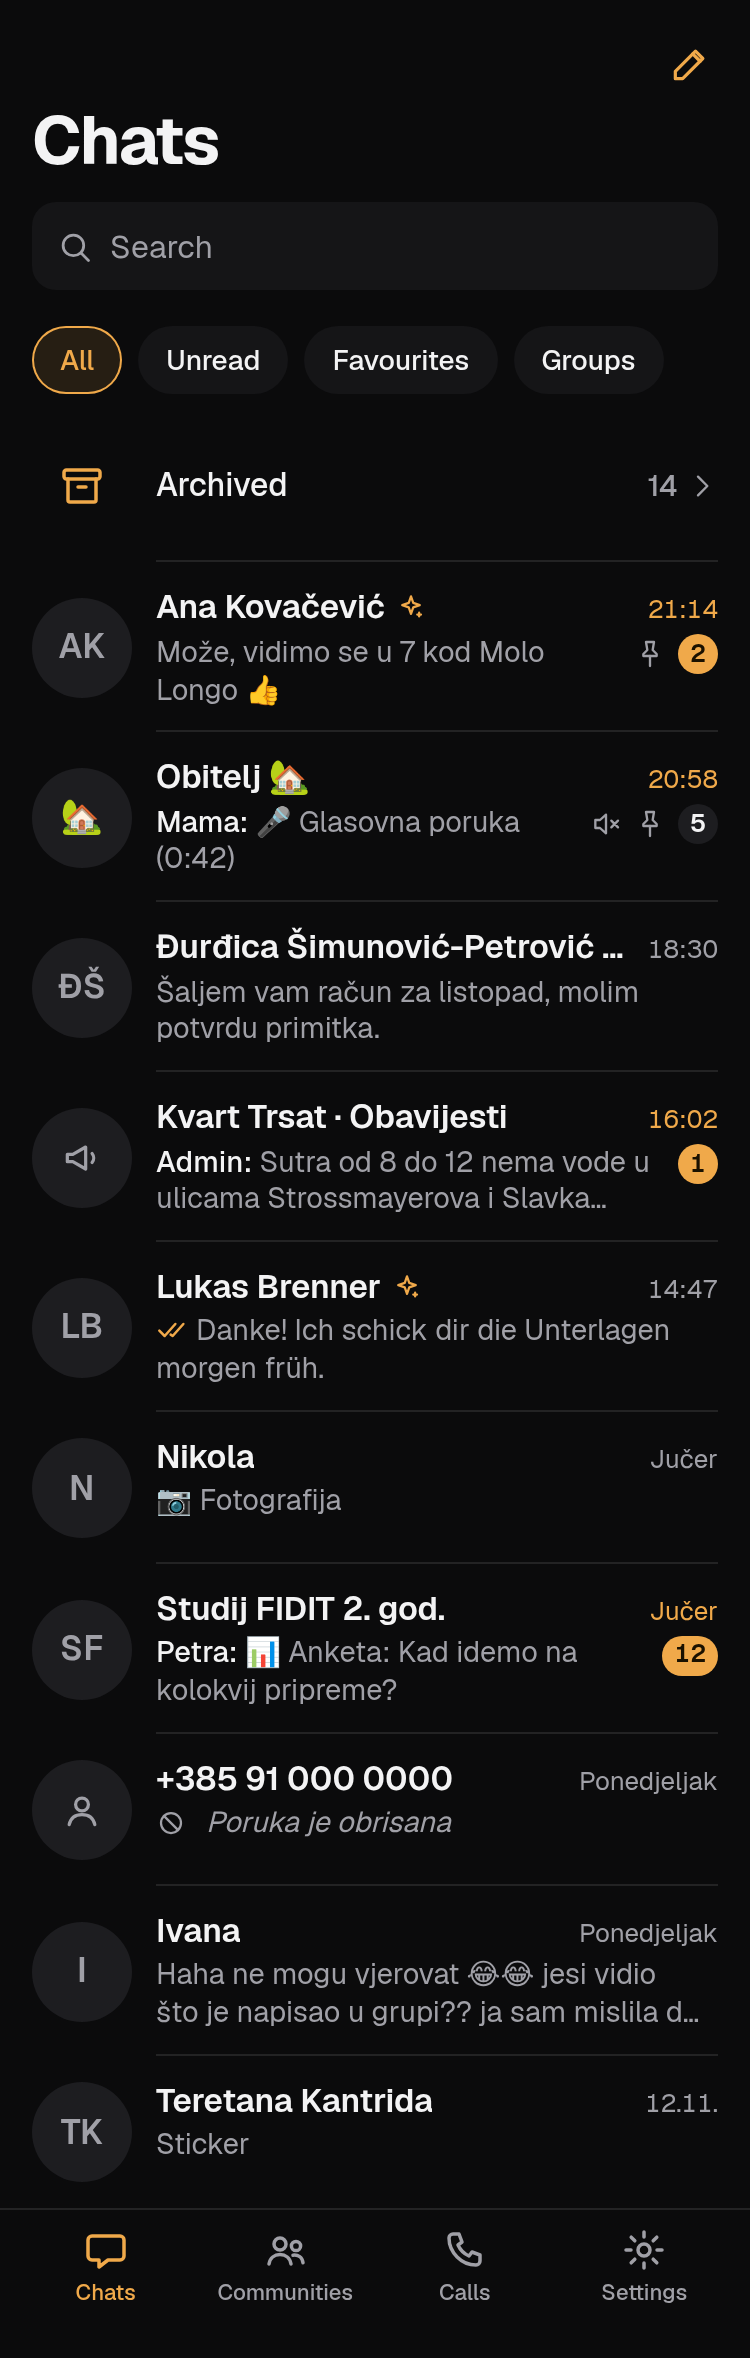 Chats
Search
All
Unread
Favourites
Groups
Archived
14
AK
Ana Kovačević
21:14
Može, vidimo se u 7 kod Molo
Longo 👍
2
🏡
Obitelj 🏡
20:58
Mama: 🎤 Glasovna poruka
(0:42)
5
ĐŠ
Đurđica Šimunović-Petrović ...
18:30
Šaljem vam račun za listopad, molim
potvrdu primitka.
Kvart Trsat · Obavijesti
16:02
Admin: Sutra od 8 do 12 nema vode u
ulicama Strossmayerova i Slavka...
1
LB
Lukas Brenner
14:47
Danke! Ich schick dir die Unterlagen
morgen früh.
N
Nikola
Jučer
📷 Fotografija
SF
Studij FIDIT 2. god.
Jučer
Petra: 📊 Anketa: Kad idemo na
kolokvij pripreme?
12
+385 91 000 0000
Ponedjeljak
Poruka je obrisana
I
Ivana
Ponedjeljak
Haha ne mogu vjerovat 😂😂 jesi vidio
što je napisao u grupi?? ja sam mislila d...
TK
Teretana Kantrida
12.11.
Sticker
Chats
Communities
Calls
Settings